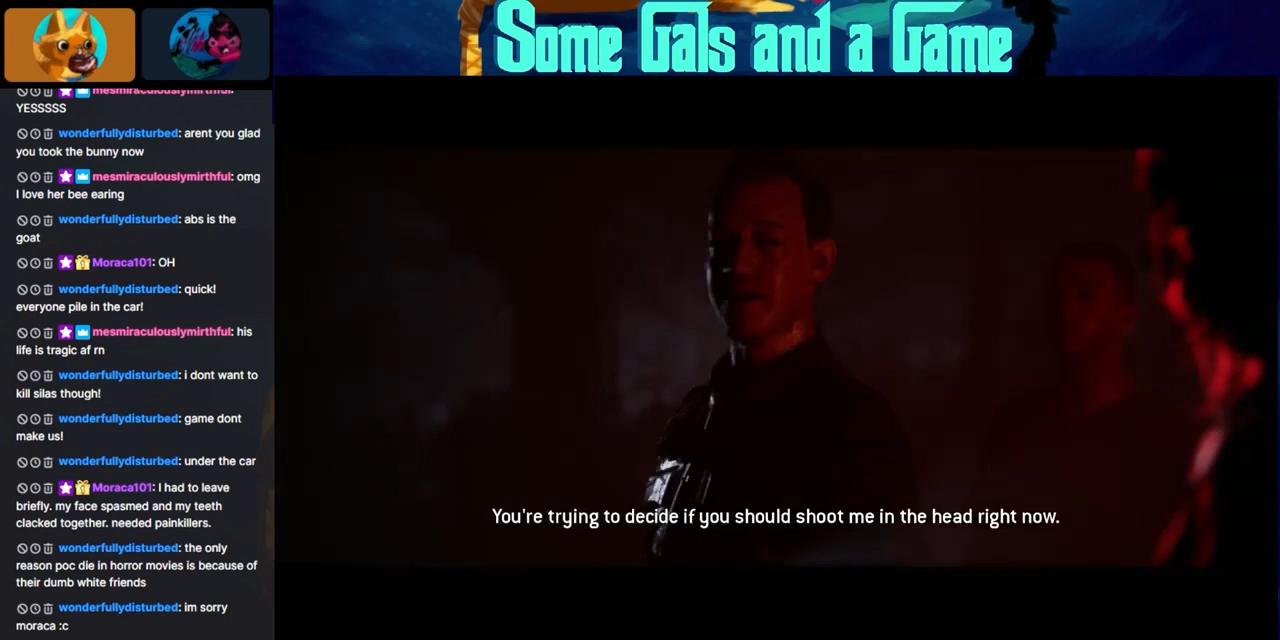 Some Gals and a Game
mesmiraculouslymirthful:
YESSSSS
wonderfullydisturbed: arent you glad
you took the bunny now
mesmiraculouslymirthful: omg
I love her bee earing
wonderfullydisturbed: abs is the
goat
Moraca101: OH
wonderfullydisturbed: quick!
everyone pile in the car!
mesmiraculouslymirthful: his
life is tragic af rn
wonderfullydisturbed: i dont want to
kill silas though!
wonderfullydisturbed: game dont
make us!
wonderfullydisturbed: under the car
Moraca101: I had to leave
briefly. my face spasmed and my teeth
clacked together. needed painkillers.
wonderfullydisturbed: the only
reason poc die in horror movies is because of
their dumb white friends
wonderfullydisturbed: im sorry
moraca :c
You're trying to decide if you should shoot me in the head right now.